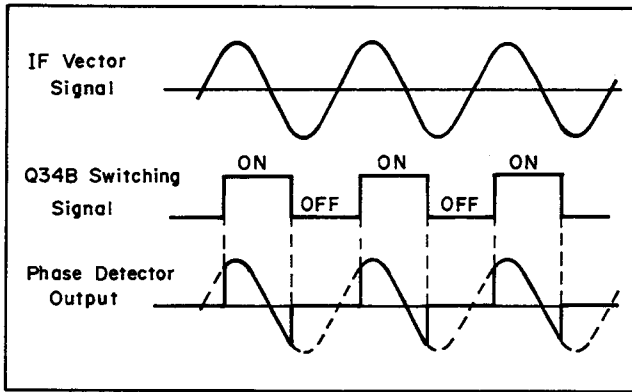 IF Vector
Signal
ON
ON
ON
Q34B Switching
OFF
OFF
Signal
Phase Detector
Output